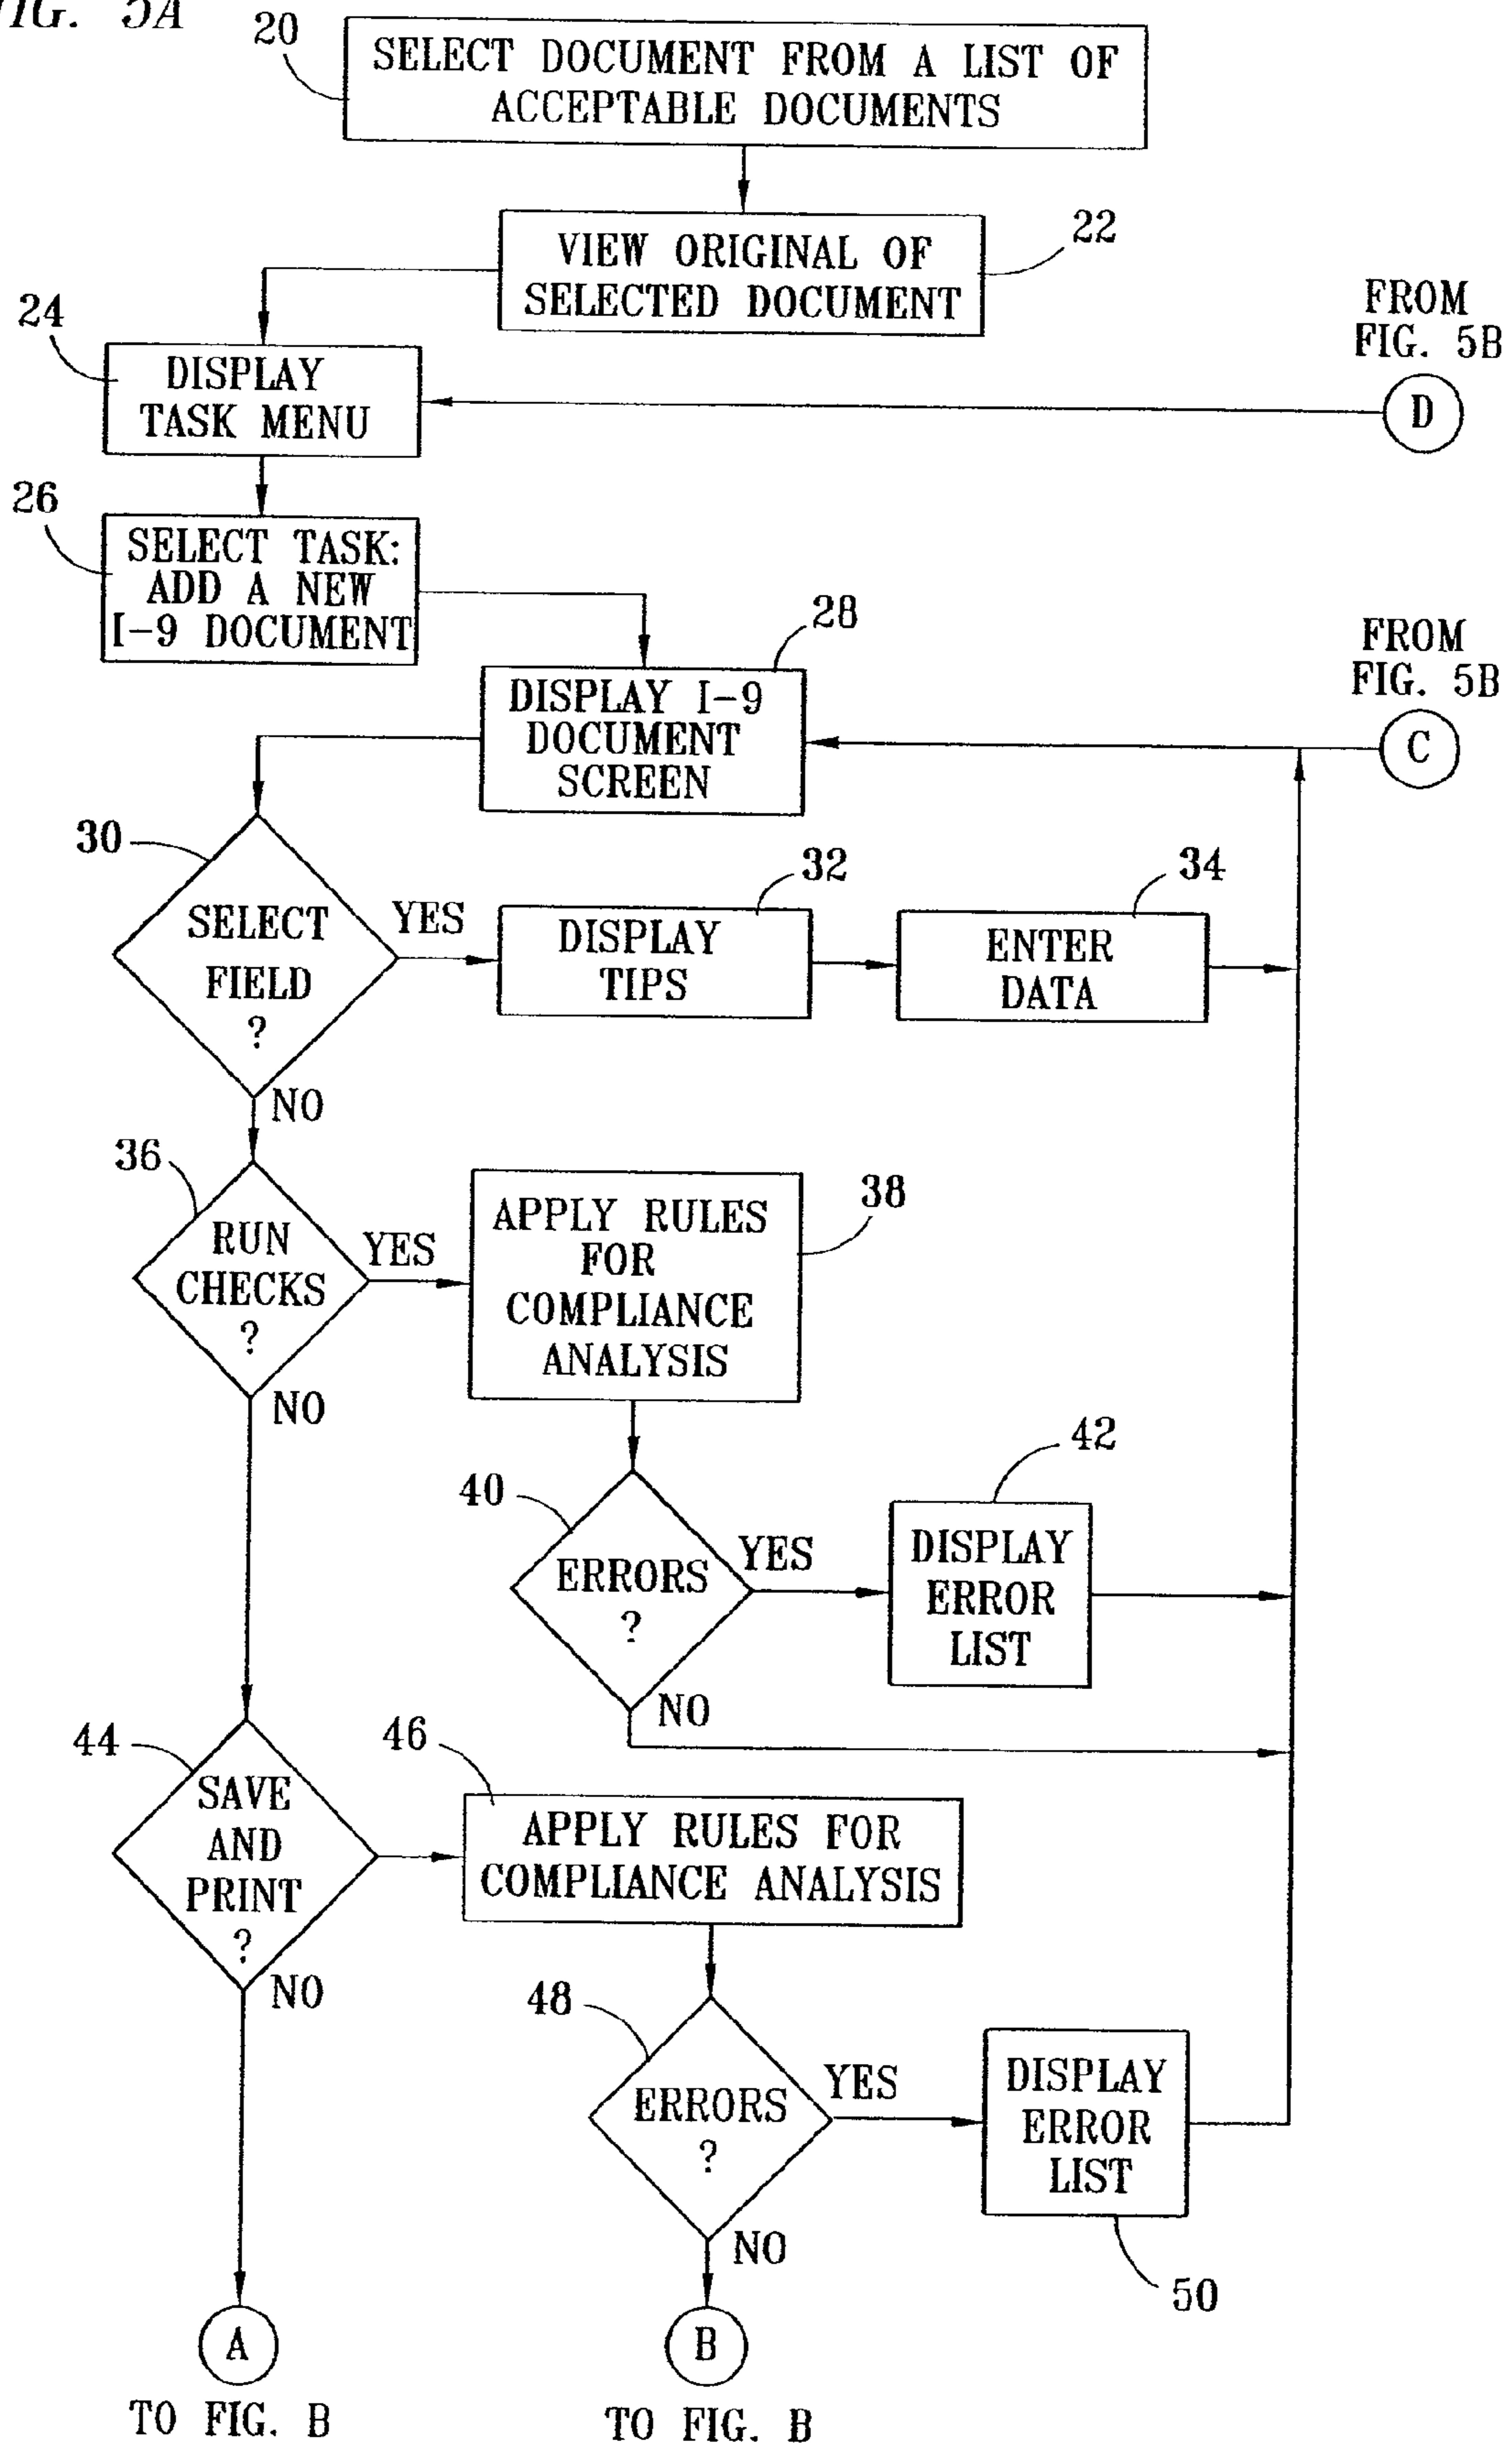 FIG. 5A
20
SELECT DOCUMENT FROM A LIST OF
ACCEPTABLE DOCUMENTS
22
VIEW ORIGINAL OF
SELECTED DOCUMENT
FROM
FIG. 5B
D
24
DISPLAY
TASK MENU
26
SELECT TASK:
ADD A NEW
I-9 DOCUMENT
28
DISPLAY I-9
DOCUMENT
SCREEN
FROM
FIG. 5B
C
30
SELECT
FIELD
?
YES
NO
32
DISPLAY
TIPS
34
ENTER
DATA
36
RUN
CHECKS
?
YES
NO
38
APPLY RULES
FOR
COMPLIANCE
ANALYSIS
40
ERRORS
?
YES
NO
42
DISPLAY
ERROR
LIST
44
SAVE
AND
PRINT
?
NO
46
APPLY RULES FOR
COMPLIANCE ANALYSIS
48
ERRORS
?
YES
NO
DISPLAY
ERROR
LIST
50
A
TO FIG. B
B
TO FIG. B